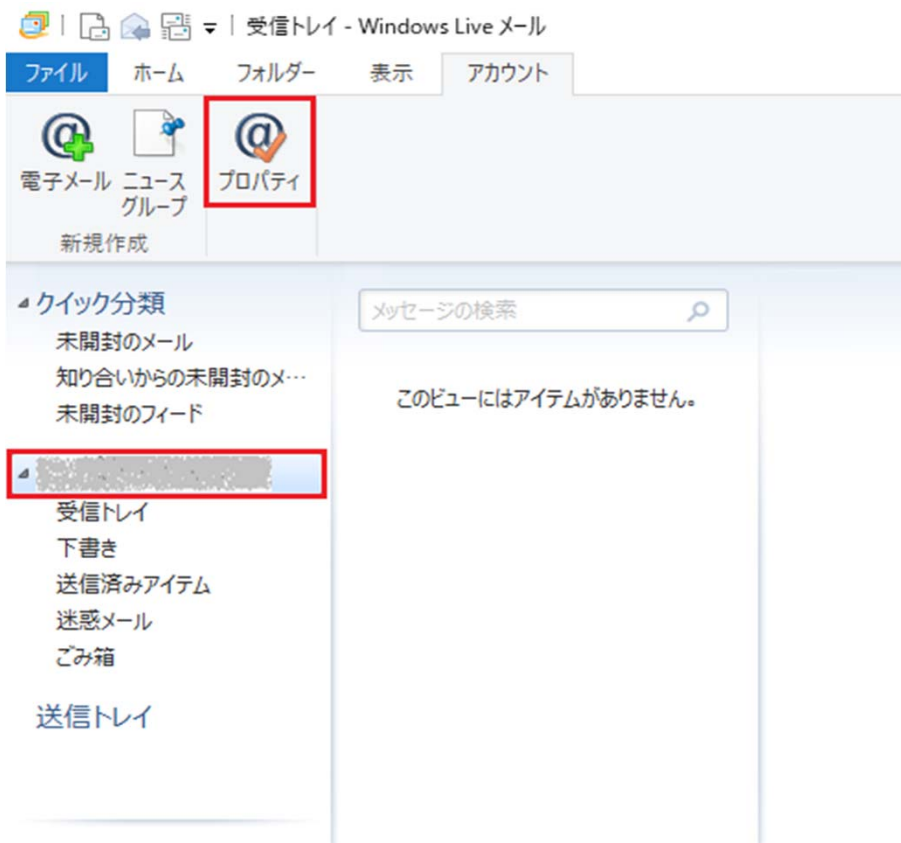 受信トレイ - Windows Live メール
ファイル ホーム フォルダー 表示 アカウント
電子メール ニュース プロパティ
グループ
新規作成
クイック分類
メッセージの検索
未開封のメール
知り合いからの未開封のメ…
このビューにはアイテムがありません。
未開封のフィード
受信トレイ
下書き
送信済みアイテム
迷惑メール
ごみ箱
送信トレイ